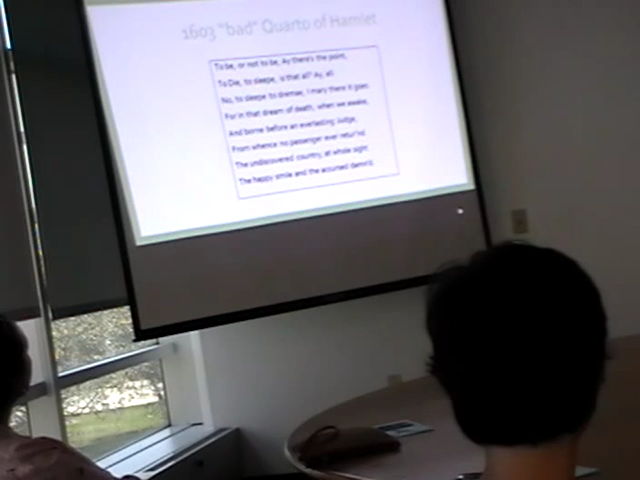 1603 "bad" Quarto of Hamlet
To be, or not to be, Ay there's the point,
To Die, to sleepe, is that all? Ay, all:
No, to sleepe to dreame, I mary there it goes
For in that dream of death, when we awake,
And borne before an everlasting Judge,
From whence no passenger ever retur'nd
The undiscovered country, at whose sight
The happy smile and the accursed damn'd.